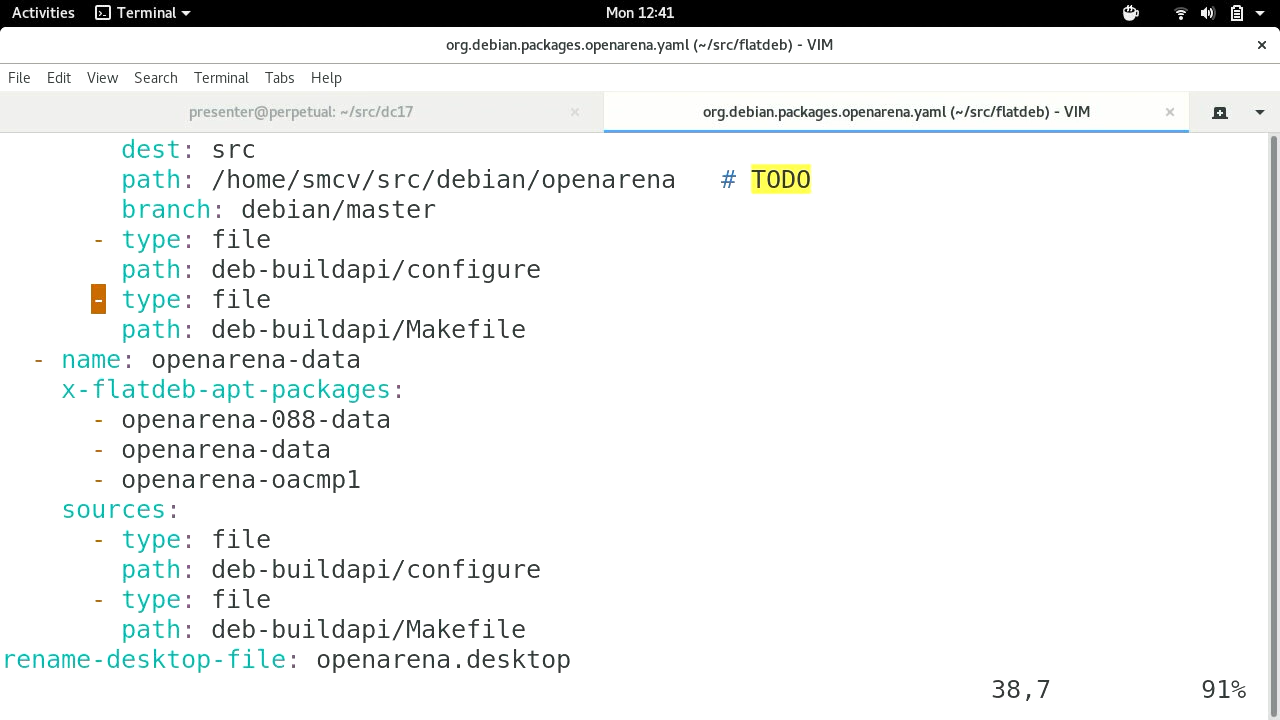 Activities Terminal Mon 12:41
org.debian.packages.openarena.yaml (~/src/flatdeb) - VIM
File Edit View Search Terminal Tabs Help
presenter@perpetual: ~/src/dc17 org.debian.packages.openarena.yaml (~/src/flatdeb) - VIM
dest: src
path: /home/smcv/src/debian/openarena # TODO
branch: debian/master
- type: file
path: deb-buildapi/configure
- type: file
path: deb-buildapi/Makefile
- name: openarena-data
x-flatdeb-apt-packages:
- openarena-088-data
- openarena-data
- openarena-oacmp1
sources:
- type: file
path: deb-buildapi/configure
- type: file
path: deb-buildapi/Makefile
rename-desktop-file: openarena.desktop
38,7 91%